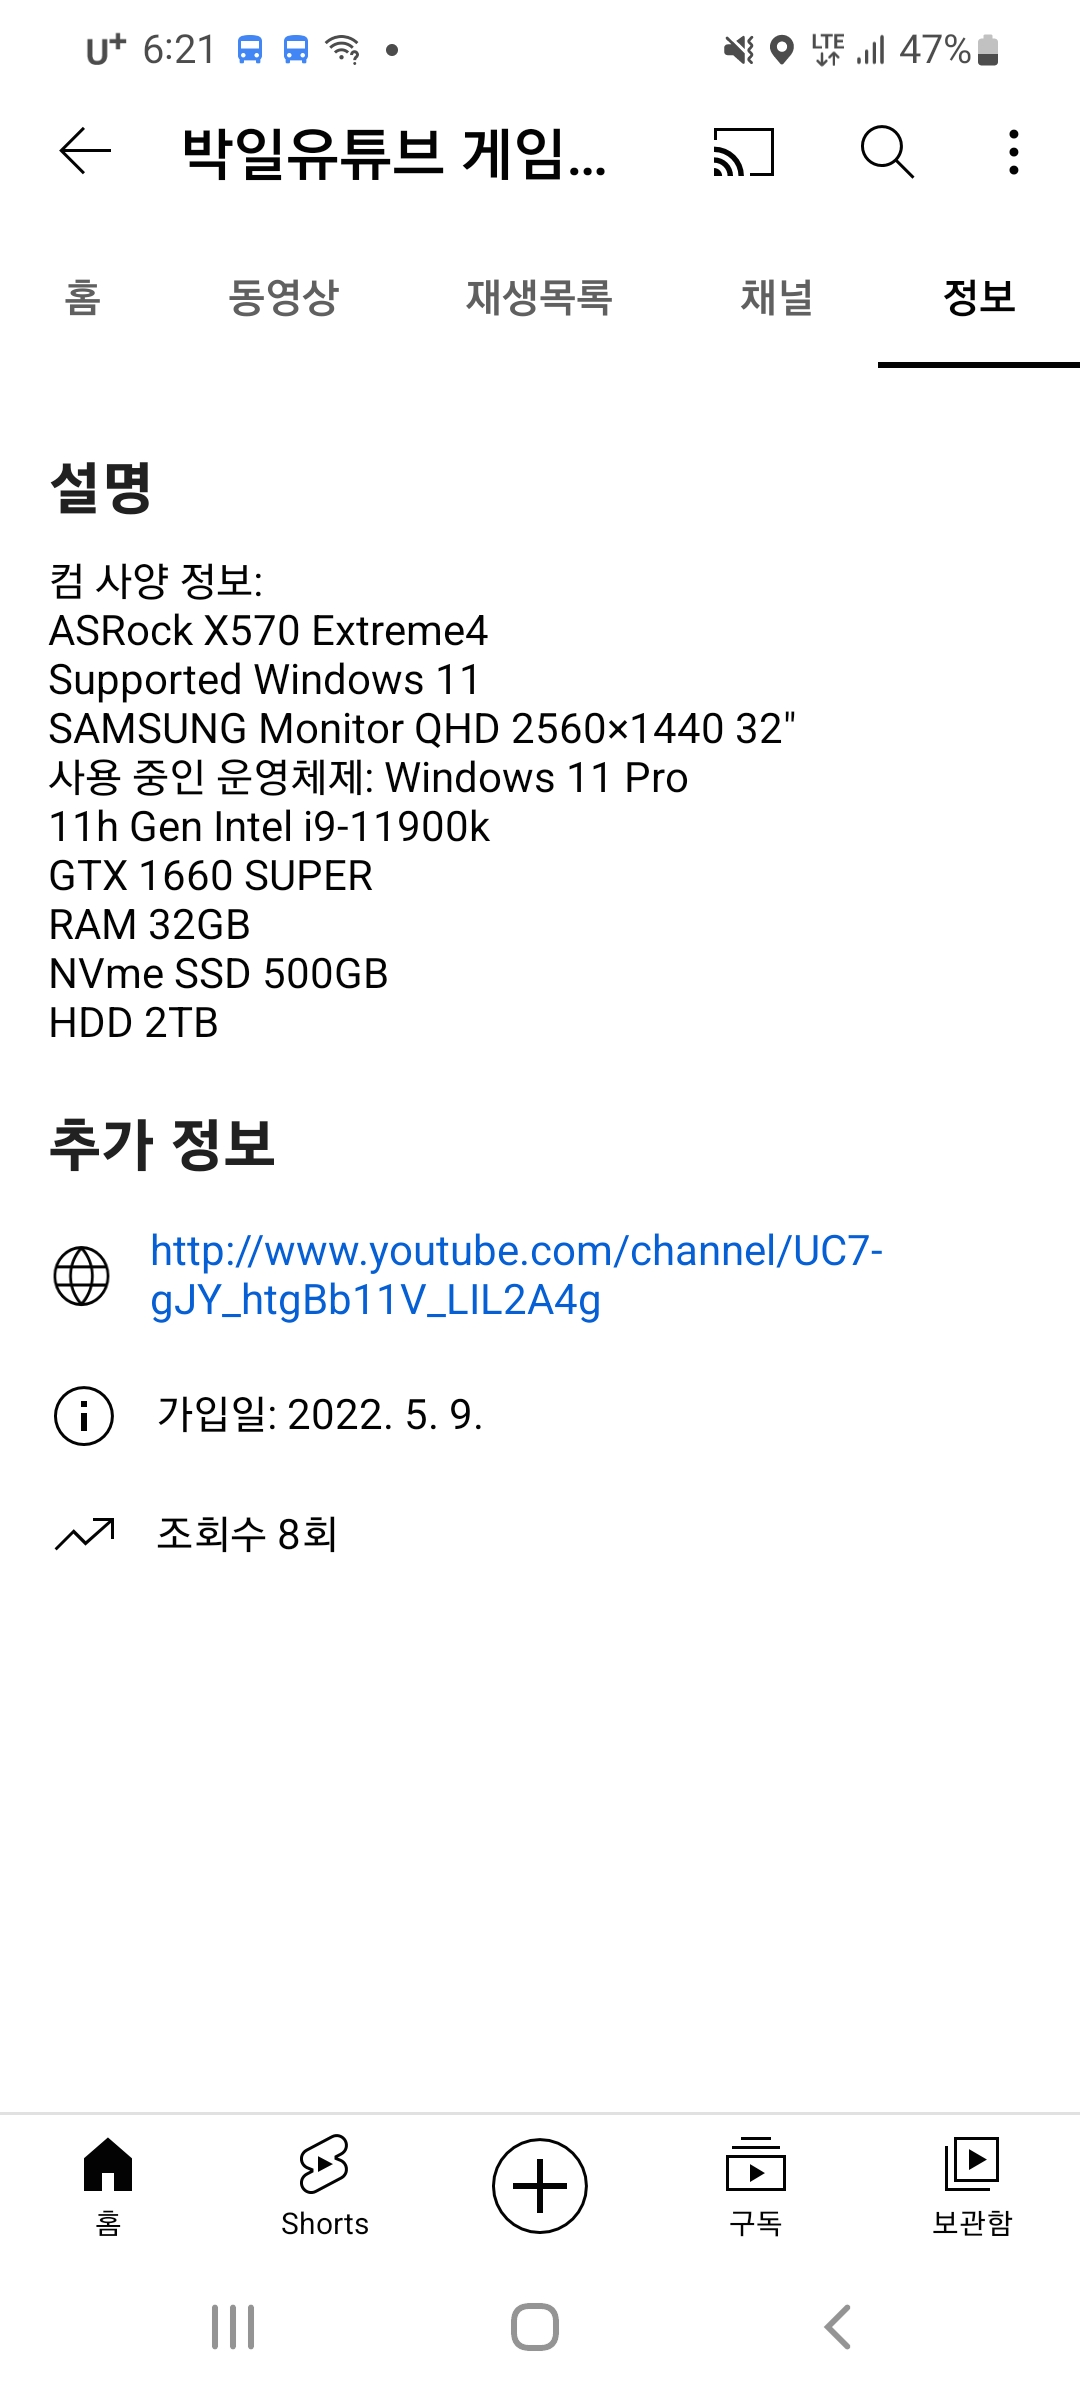 U+ 6:21 LTE 47%
박일유튜브 게임...
홈 동영상 재생목록 채널 정보
설명
컴 사양 정보:
ASRock X570 Extreme4
Supported Windows 11
SAMSUNG Monitor QHD 2560×1440 32"
사용 중인 운영체제: Windows 11 Pro
11h Gen Intel i9-11900k
GTX 1660 SUPER
RAM 32GB
NVme SSD 500GB
HDD 2TB
추가 정보
http://www.youtube.com/channel/UC7-
gJY_htgBb11V_LIL2A4g
가입일: 2022. 5. 9.
조회수 8회
홈 Shorts 구독 보관함